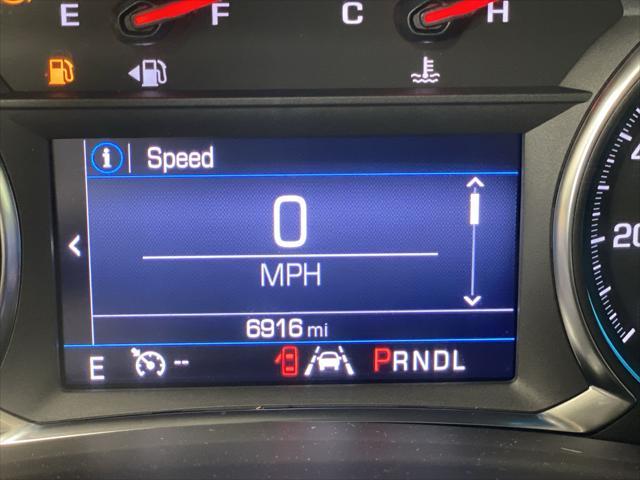 E F C H
i Speed
0
MPH
6916 mi
E -- PRNDL
20